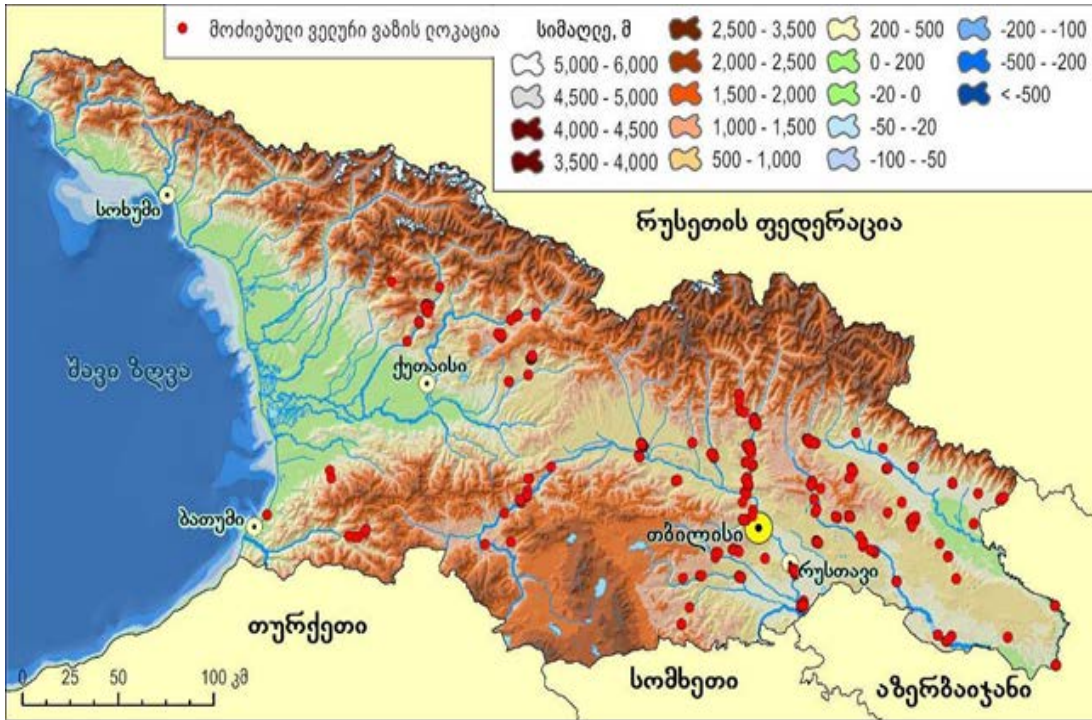 მოძიებული ველური ვაზის ლოკაცია
სიმაღლე, მ
5,000 - 6,000
4,500 - 5,000
4,000 - 4,500
3,500 - 4,000
2,500 - 3,500
2,000 - 2,500
1,500 - 2,000
1,000 - 1,500
500 - 1,000
200 - 500
0 - 200
-20 - 0
-50 - -20
-100 - -50
-200 - -100
-500 - -200
< -500
სოხუმი
რუსეთის ფედერაცია
შავი ზღვა
ქუთაისი
ბათუმი
თბილისი
რუსთავი
თურქეთი
სომხეთი
აზერბაიჯანი
0 25 50 100 კმ